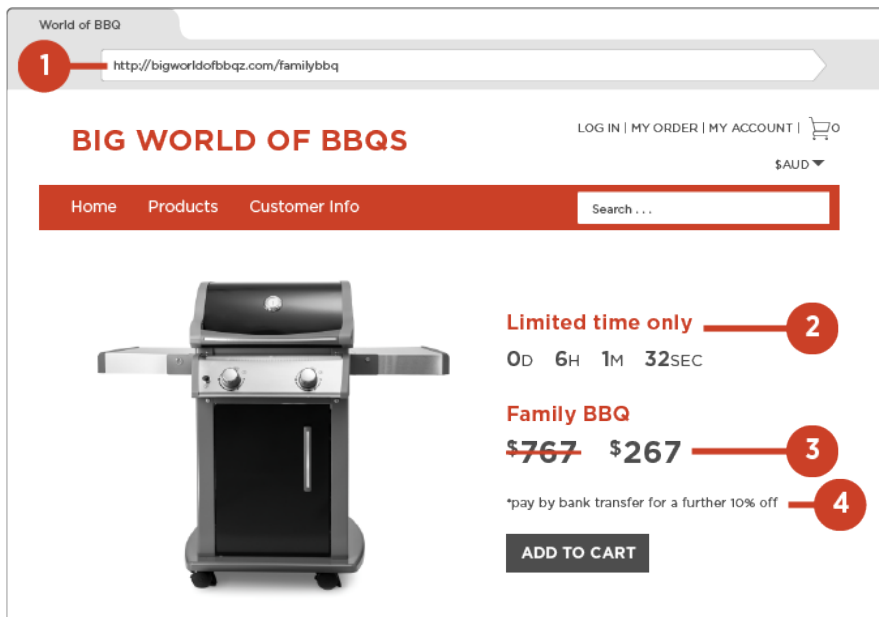 World of BBQ
1
http://bigworldofbbqz.com/familybbq
BIG WORLD OF BBQS
LOG IN | MY ORDER | MY ACCOUNT | 0
$AUD
Home Products Customer Info
Search . . .
Limited time only
2
0D 6H 1M 32SEC
Family BBQ
$767 $267
3
*pay by bank transfer for a further 10% off
4
ADD TO CART